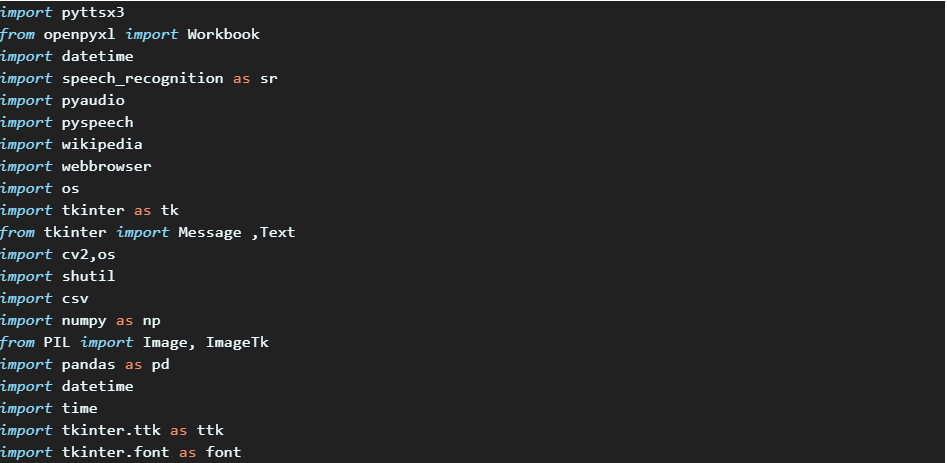 import pyttsx3
from openpyxl import Workbook
import datetime
import speech_recognition as sr
import pyaudio
import pyspeech
import wikipedia
import webbrowser
import os
import tkinter as tk
from tkinter import Message ,Text
import cv2,os
import shutil
import csv
import numpy as np
from PIL import Image, ImageTk
import pandas as pd
import datetime
import time
import tkinter.ttk as ttk
import tkinter.font as font